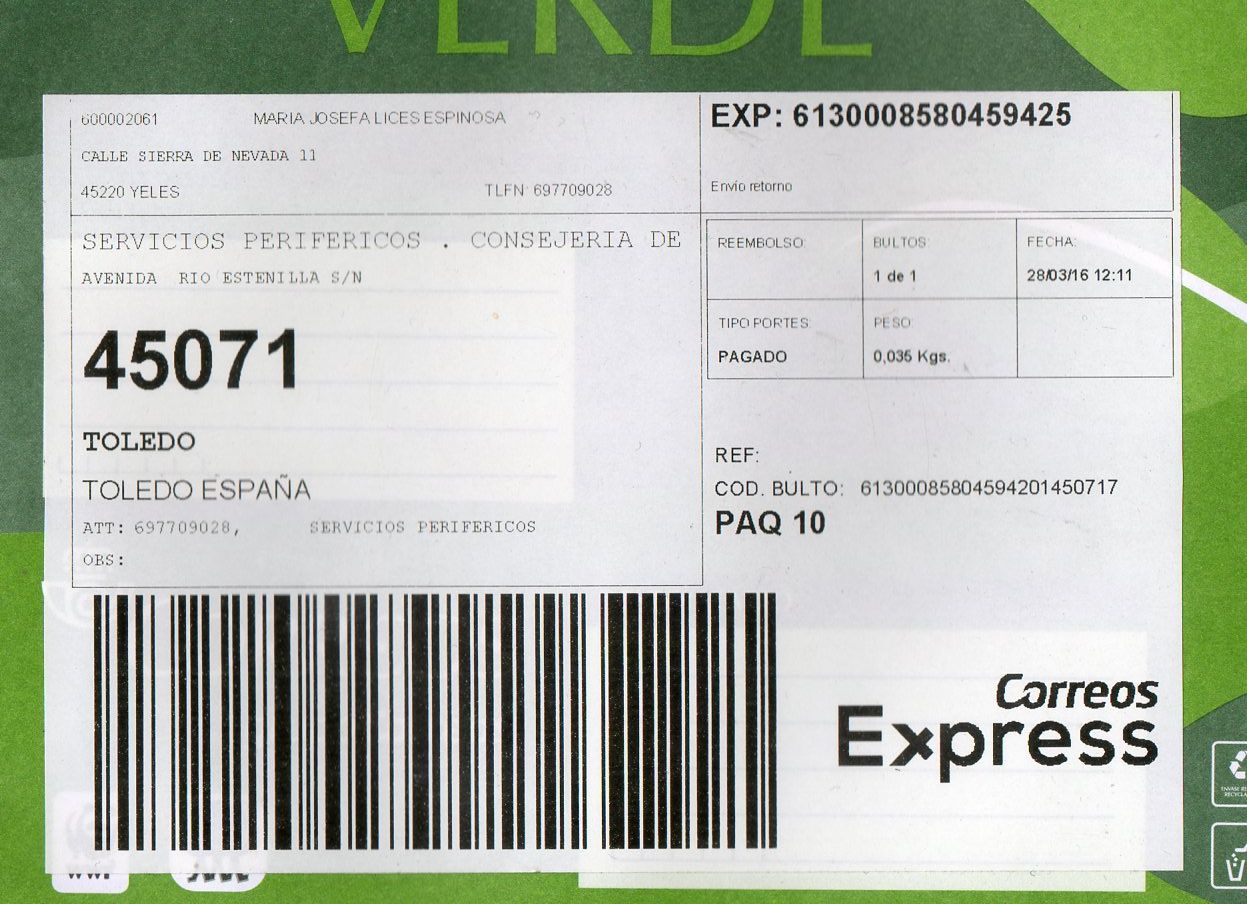 VERDE
600002061 MARIA JOSEFA LICES ESPINOSA
CALLE SIERRA DE NEVADA 11
45220 YELES TLFN: 697709028
EXP: 6130008580459425
Envío retorno
SERVICIOS PERIFERICOS . CONSEJERIA DE
AVENIDA RIO ESTENILLA S/N
45071
TOLEDO
TOLEDO ESPAÑA
ATT: 697709028, SERVICIOS PERIFERICOS
OBS:
REEMBOLSO: BULTOS: FECHA:
1 de 1 28/03/16 12:11
TIPO PORTES: PESO:
PAGADO 0,035 Kgs.
REF:
COD. BULTO: 61300085804594201450717
PAQ 10
Correos
Express